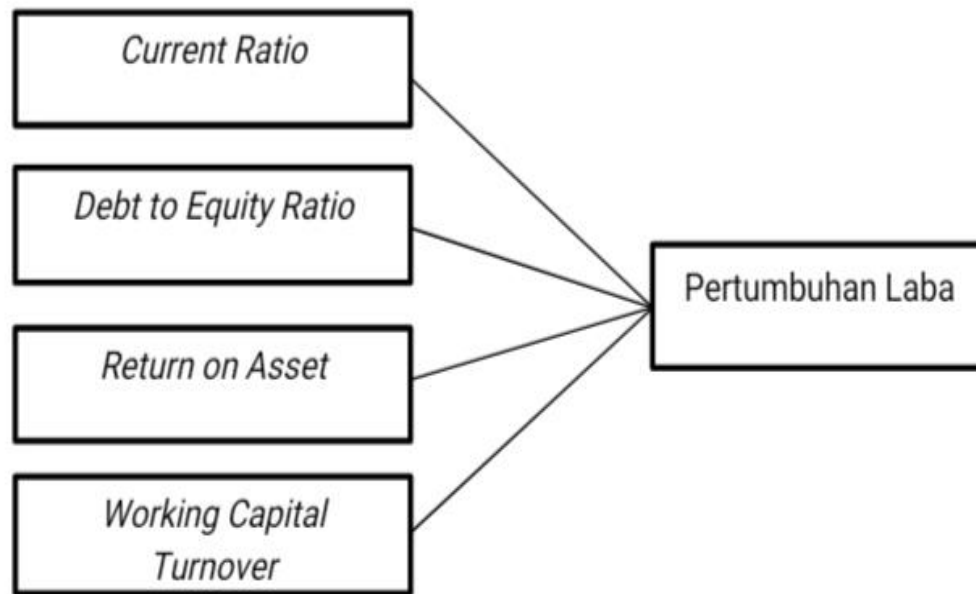 Current Ratio
Debt to Equity Ratio
Return on Asset
Working Capital
Turnover
Pertumbuhan Laba